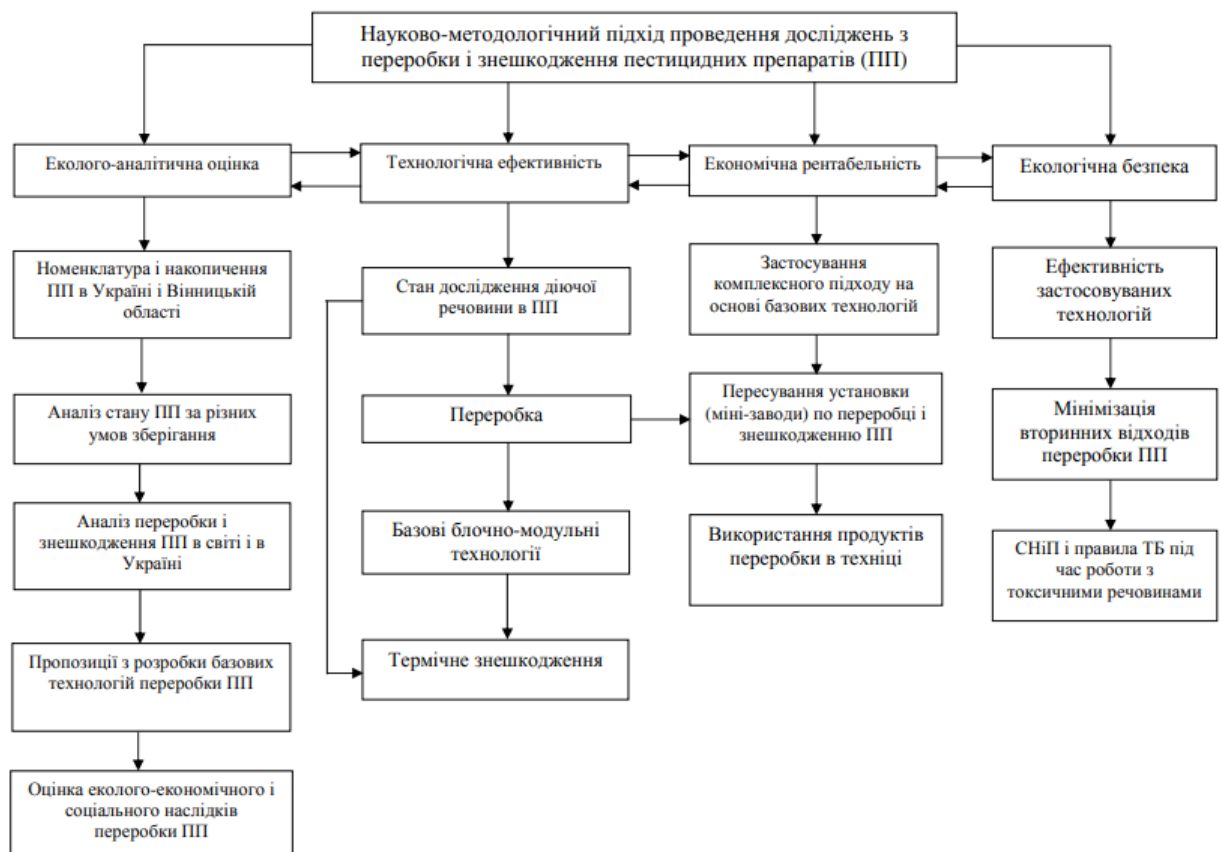 Науково-методологічний підхід проведення досліджень з
переробки і знешкодження пестицидних препаратів (ПП)
Еколого-аналітична оцінка
Технологічна ефективність
Економічна рентабельність
Екологічна безпека
Номенклатура і накопичення
ПП в Україні і Вінницькій
області
Стан дослідження діючої
речовини в ПП
Застосування
комплексного підходу на
основі базових технологій
Ефективність
застосовуваних
технологій
Аналіз стану ПП за різних
умов зберігання
Переробка
Пересування установки
(міні-заводи) по переробці і
знешкодженню ПП
Мінімізація
вторинних відходів
переробки ПП
Аналіз переробки і
знешкодження ПП в світі і в
Україні
Базові блочно-модульні
технології
Використання продуктів
переробки в техніці
СНіП і правила ТБ під
час роботи з
токсичними речовинами
Пропозиції з розробки базових
технологій переробки ПП
Термічне знешкодження
Оцінка еколого-економічного і
соціального наслідків
переробки ПП